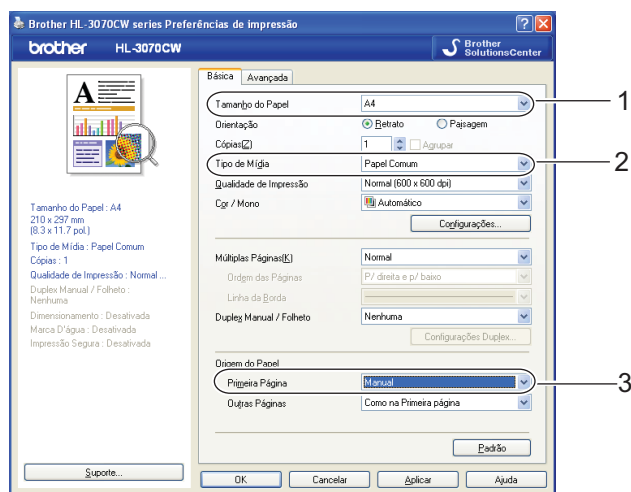 Brother HL-3070CW series Preferências de impressão
brother HL-3070CW
Brother
SolutionsCenter
A
Tamanho do Papel : A4
210 x 297 mm
(8.3 x 11.7 pol.)
Tipo de Mídia : Papel Comum
Cópias : 1
Qualidade de Impressão : Normal ...
Duplex Manual / Folheto :
Nenhuma
Dimensionamento : Desativada
Marca D'água : Desativada
Impressão Segura : Desativada
Suporte...
Básica Avançada
Tamanho do Papel A4 1
Orientação Retrato Paisagem
Cópias(Z) 1 Agrupar
Tipo de Mídia Papel Comum 2
Qualidade de Impressão Normal (600 x 600 dpi)
Cor / Mono Automático
Configurações...
Múltiplas Páginas(K) Normal
Ordem das Páginas P/ direita e p/ baixo
Linha da Borda
Duplex Manual / Folheto Nenhuma
Configurações Duplex...
Origem do Papel
Primeira Página Manual 3
Outras Páginas Como na Primeira página
Padrão
OK Cancelar Aplicar Ajuda